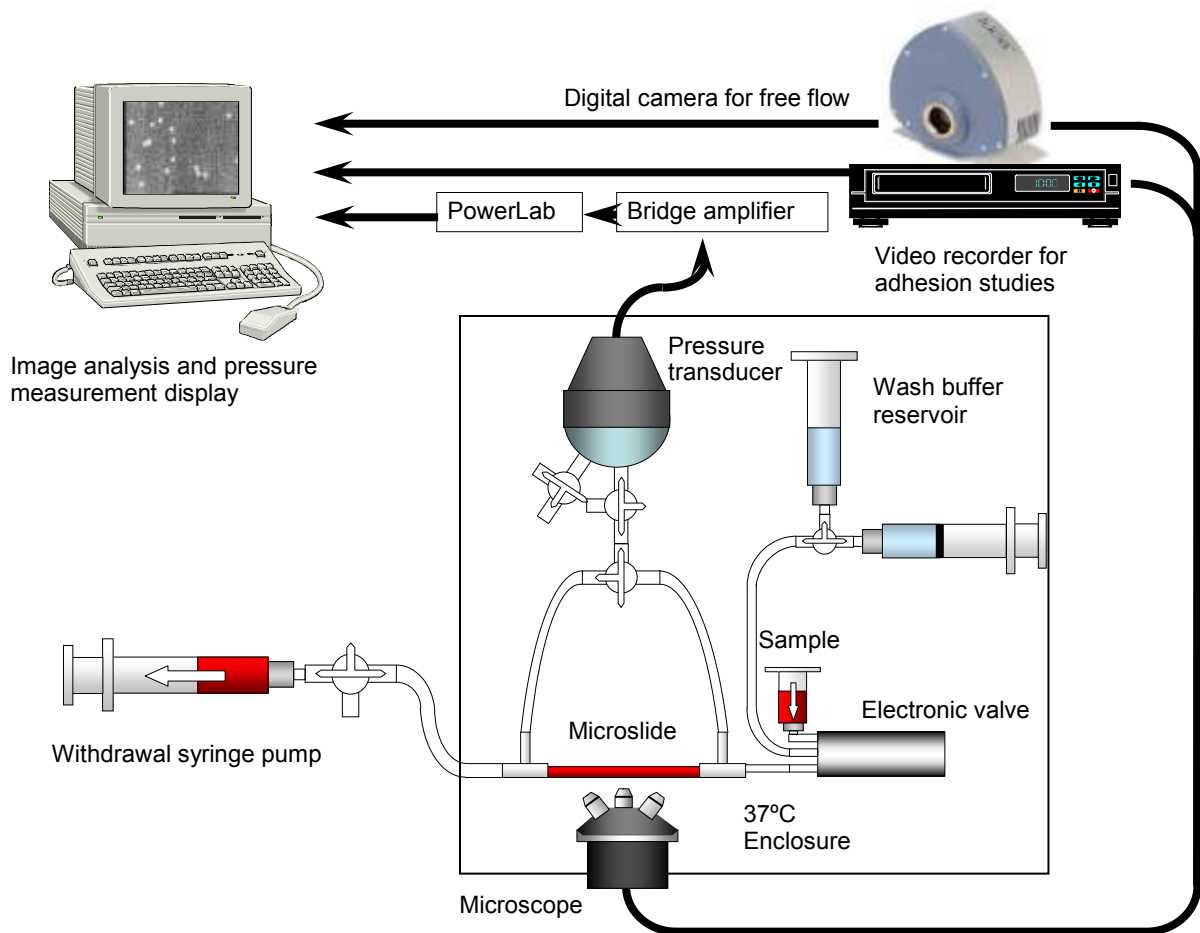 Digital camera for free flow
PowerLab
Bridge amplifier
Video recorder for
adhesion studies
Image analysis and pressure
measurement display
Pressure
transducer
Wash buffer
reservoir
Sample
Electronic valve
Microslide
Withdrawal syringe pump
37ºC
Enclosure
Microscope